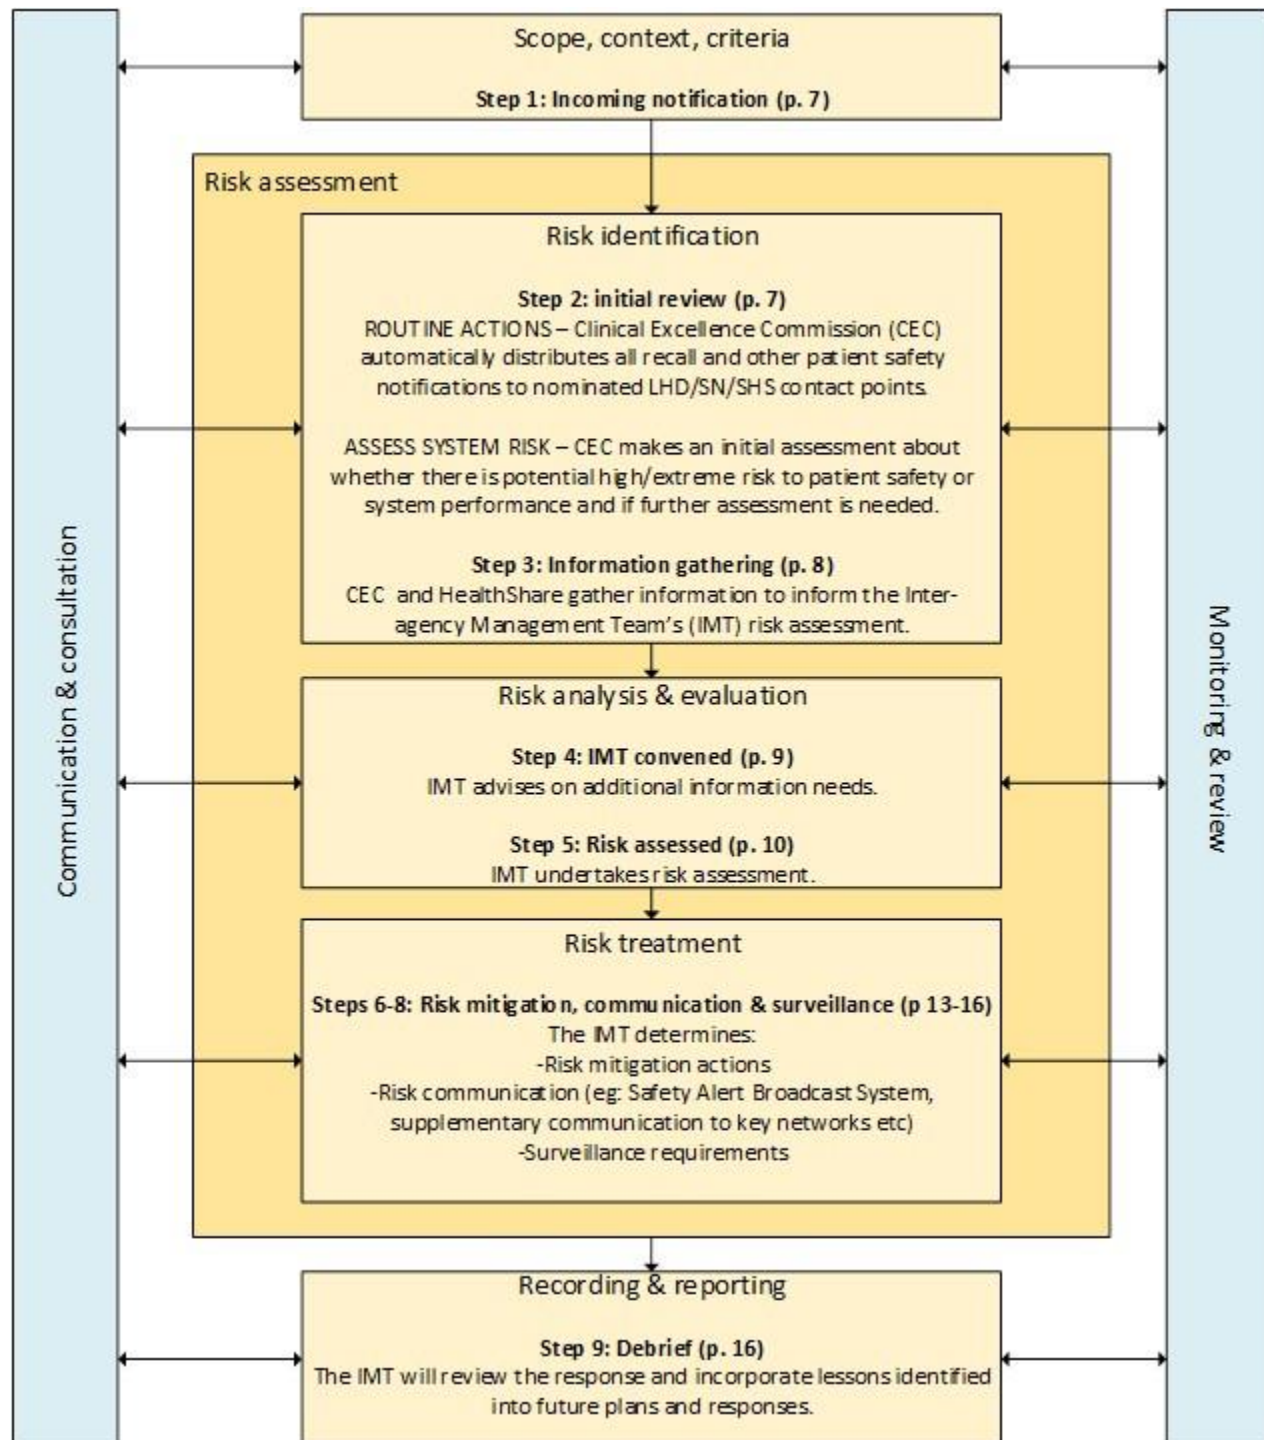 Scope, context, criteria
Step 1: Incoming notification (p. 7)
Risk assessment
Risk identification
Step 2: initial review (p. 7)
ROUTINE ACTIONS – Clinical Excellence Commission (CEC)
automatically distributes all recall and other patient safety
notifications to nominated LHD/SN/SHS contact points.
ASSESS SYSTEM RISK – CEC makes an initial assessment about
whether there is potential high/extreme risk to patient safety or
system performance and if further assessment is needed.
Step 3: Information gathering (p. 8)
CEC and HealthShare gather information to inform the Inter-
agency Management Team's (IMT) risk assessment.
Risk analysis & evaluation
Step 4: IMT convened (p. 9)
IMT advises on additional information needs.
Step 5: Risk assessed (p. 10)
IMT undertakes risk assessment.
Risk treatment
Steps 6-8: Risk mitigation, communication & surveillance (p 13-16)
The IMT determines:
-Risk mitigation actions
-Risk communication (eg: Safety Alert Broadcast System,
supplementary communication to key networks etc)
-Surveillance requirements
Recording & reporting
Step 9: Debrief (p. 16)
The IMT will review the response and incorporate lessons identified
into future plans and responses.
Communication & consultation
Monitoring & review